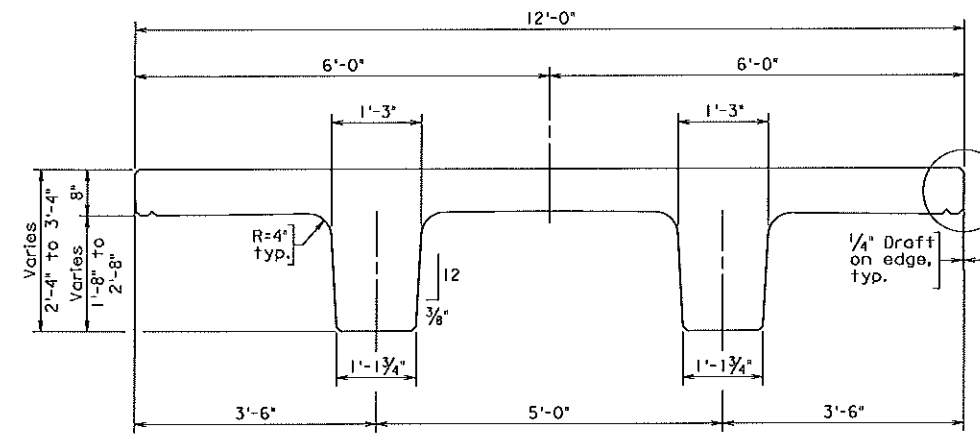 12'-0"
6'-0"
6'-0"
1'-3"
1'-3"
Varies
2'-4" to 3'-4"
8"
Varies
1'-8" to
2'-8"
R=4"
typ.
12
3/8"
1/4" Draft
on edge,
typ.
1'-1 3/4"
1'-1 3/4"
3'-6"
5'-0"
3'-6"